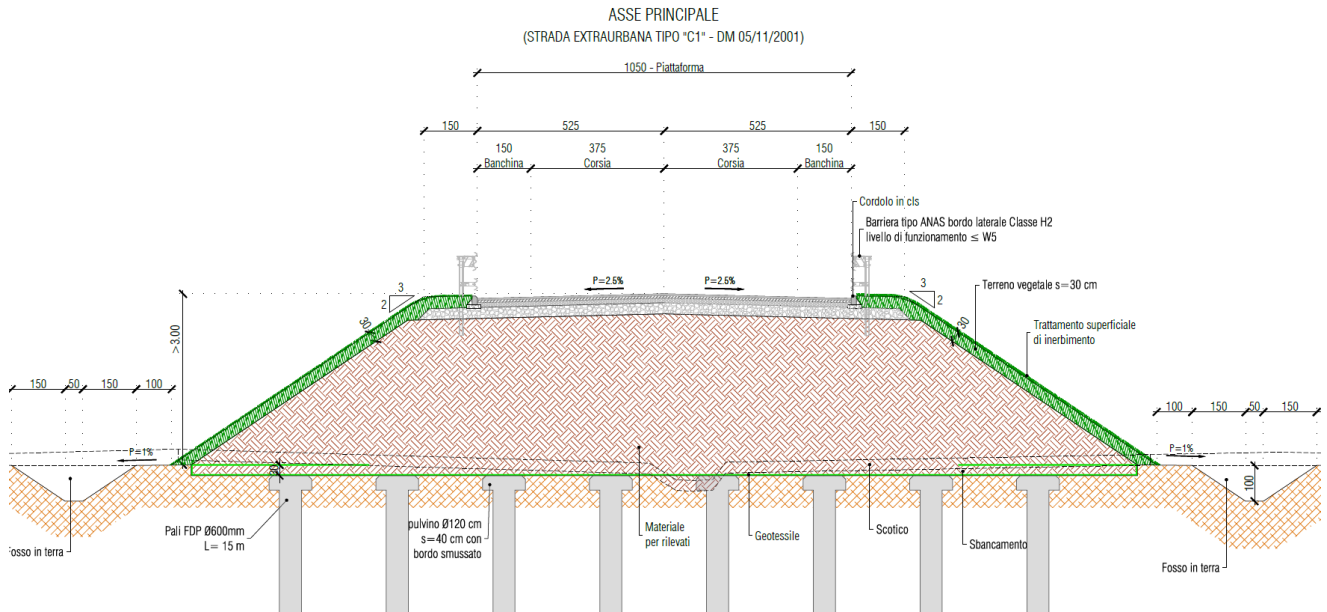 ASSE PRINCIPALE
(STRADA EXTRAURBANA TIPO "C1" - DM 05/11/2001)
1050 - Piattaforma
150
525
525
150
150
375
375
150
Banchina
Corsia
Corsia
Banchina
Cordolo in cls
Barriera tipo ANAS bordo laterale Classe H2
livello di funzionamento ≤ W5
P=2.5%
P=2.5%
3
2
3
2
Terreno vegetale s=30 cm
30
30
Trattamento superficiale
di inerbimento
>3.00
150
50
150
100
100
150
50
150
P=1%
P=1%
100
Pali FDP Ø600mm
L= 15 m
pulvino Ø120 cm
s=40 cm con
bordo smussato
Materiale
per rilevati
Geotessile
Scotico
Sbancamento
Fosso in terra
Fosso in terra